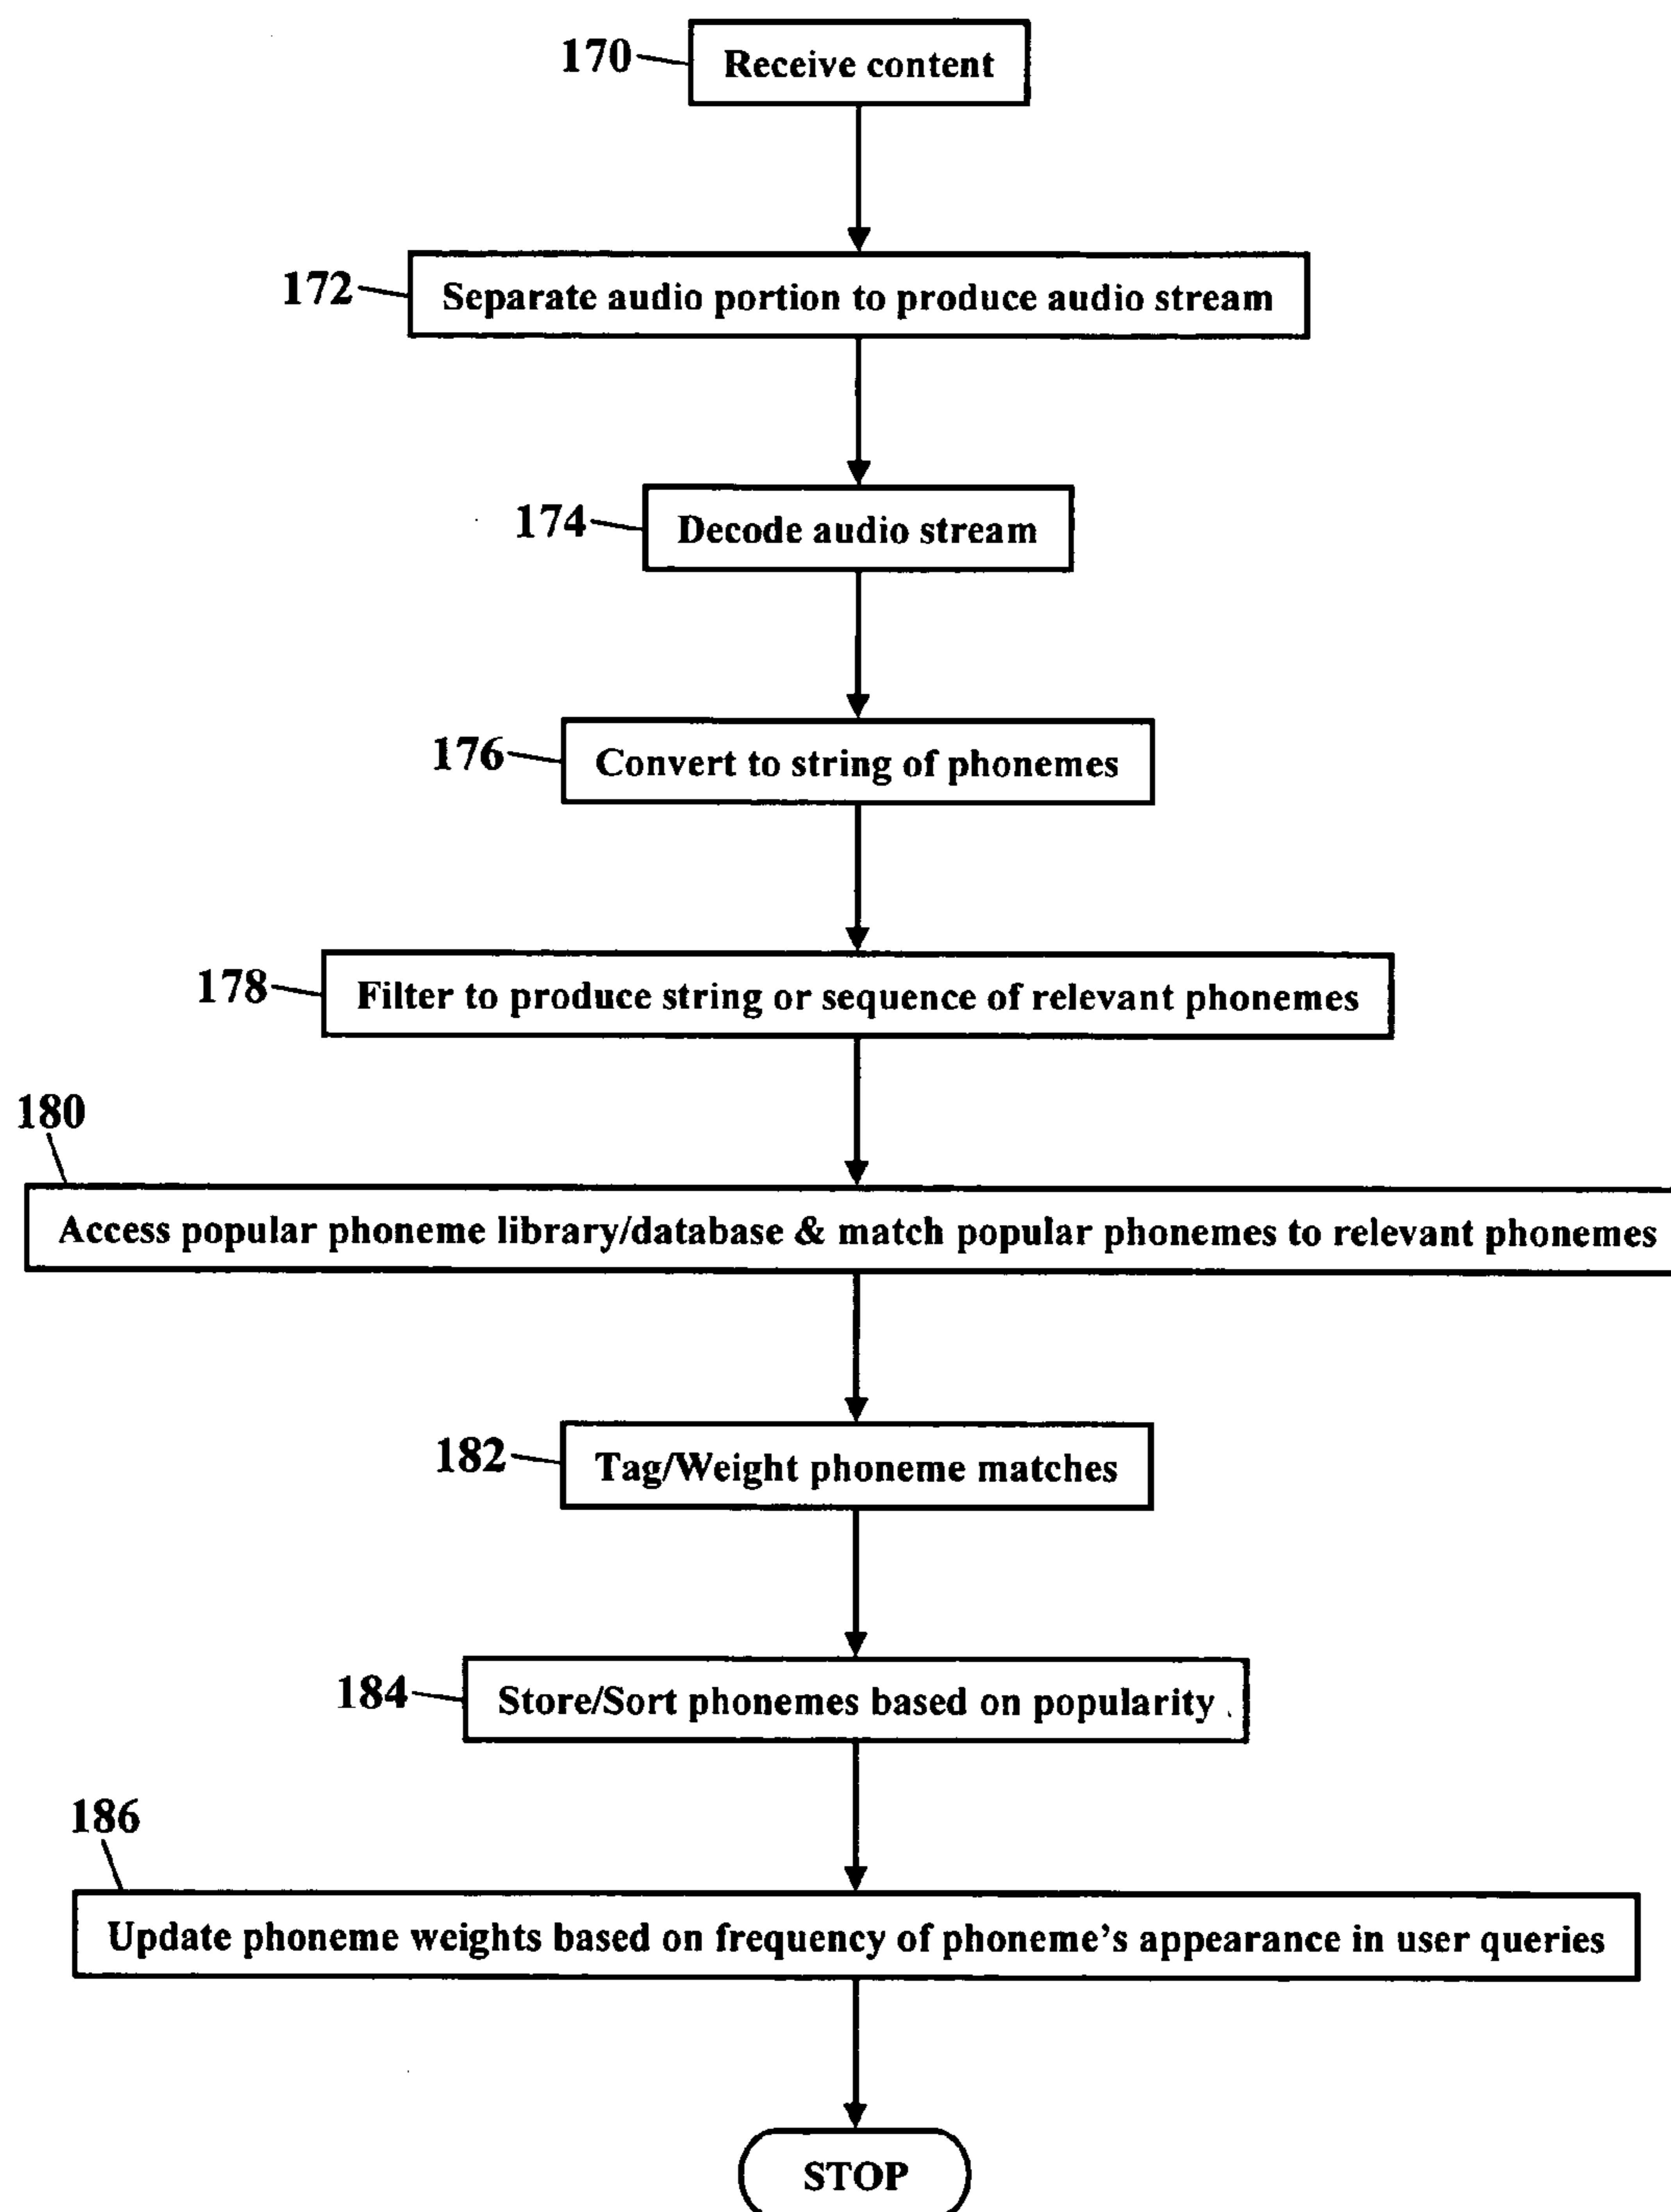 170
Receive content
172
Separate audio portion to produce audio stream
174
Decode audio stream
176
Convert to string of phonemes
178
Filter to produce string or sequence of relevant phonemes
180
Access popular phoneme library/database & match popular phonemes to relevant phonemes
182
Tag/Weight phoneme matches
184
Store/Sort phonemes based on popularity
186
Update phoneme weights based on frequency of phoneme's appearance in user queries
STOP